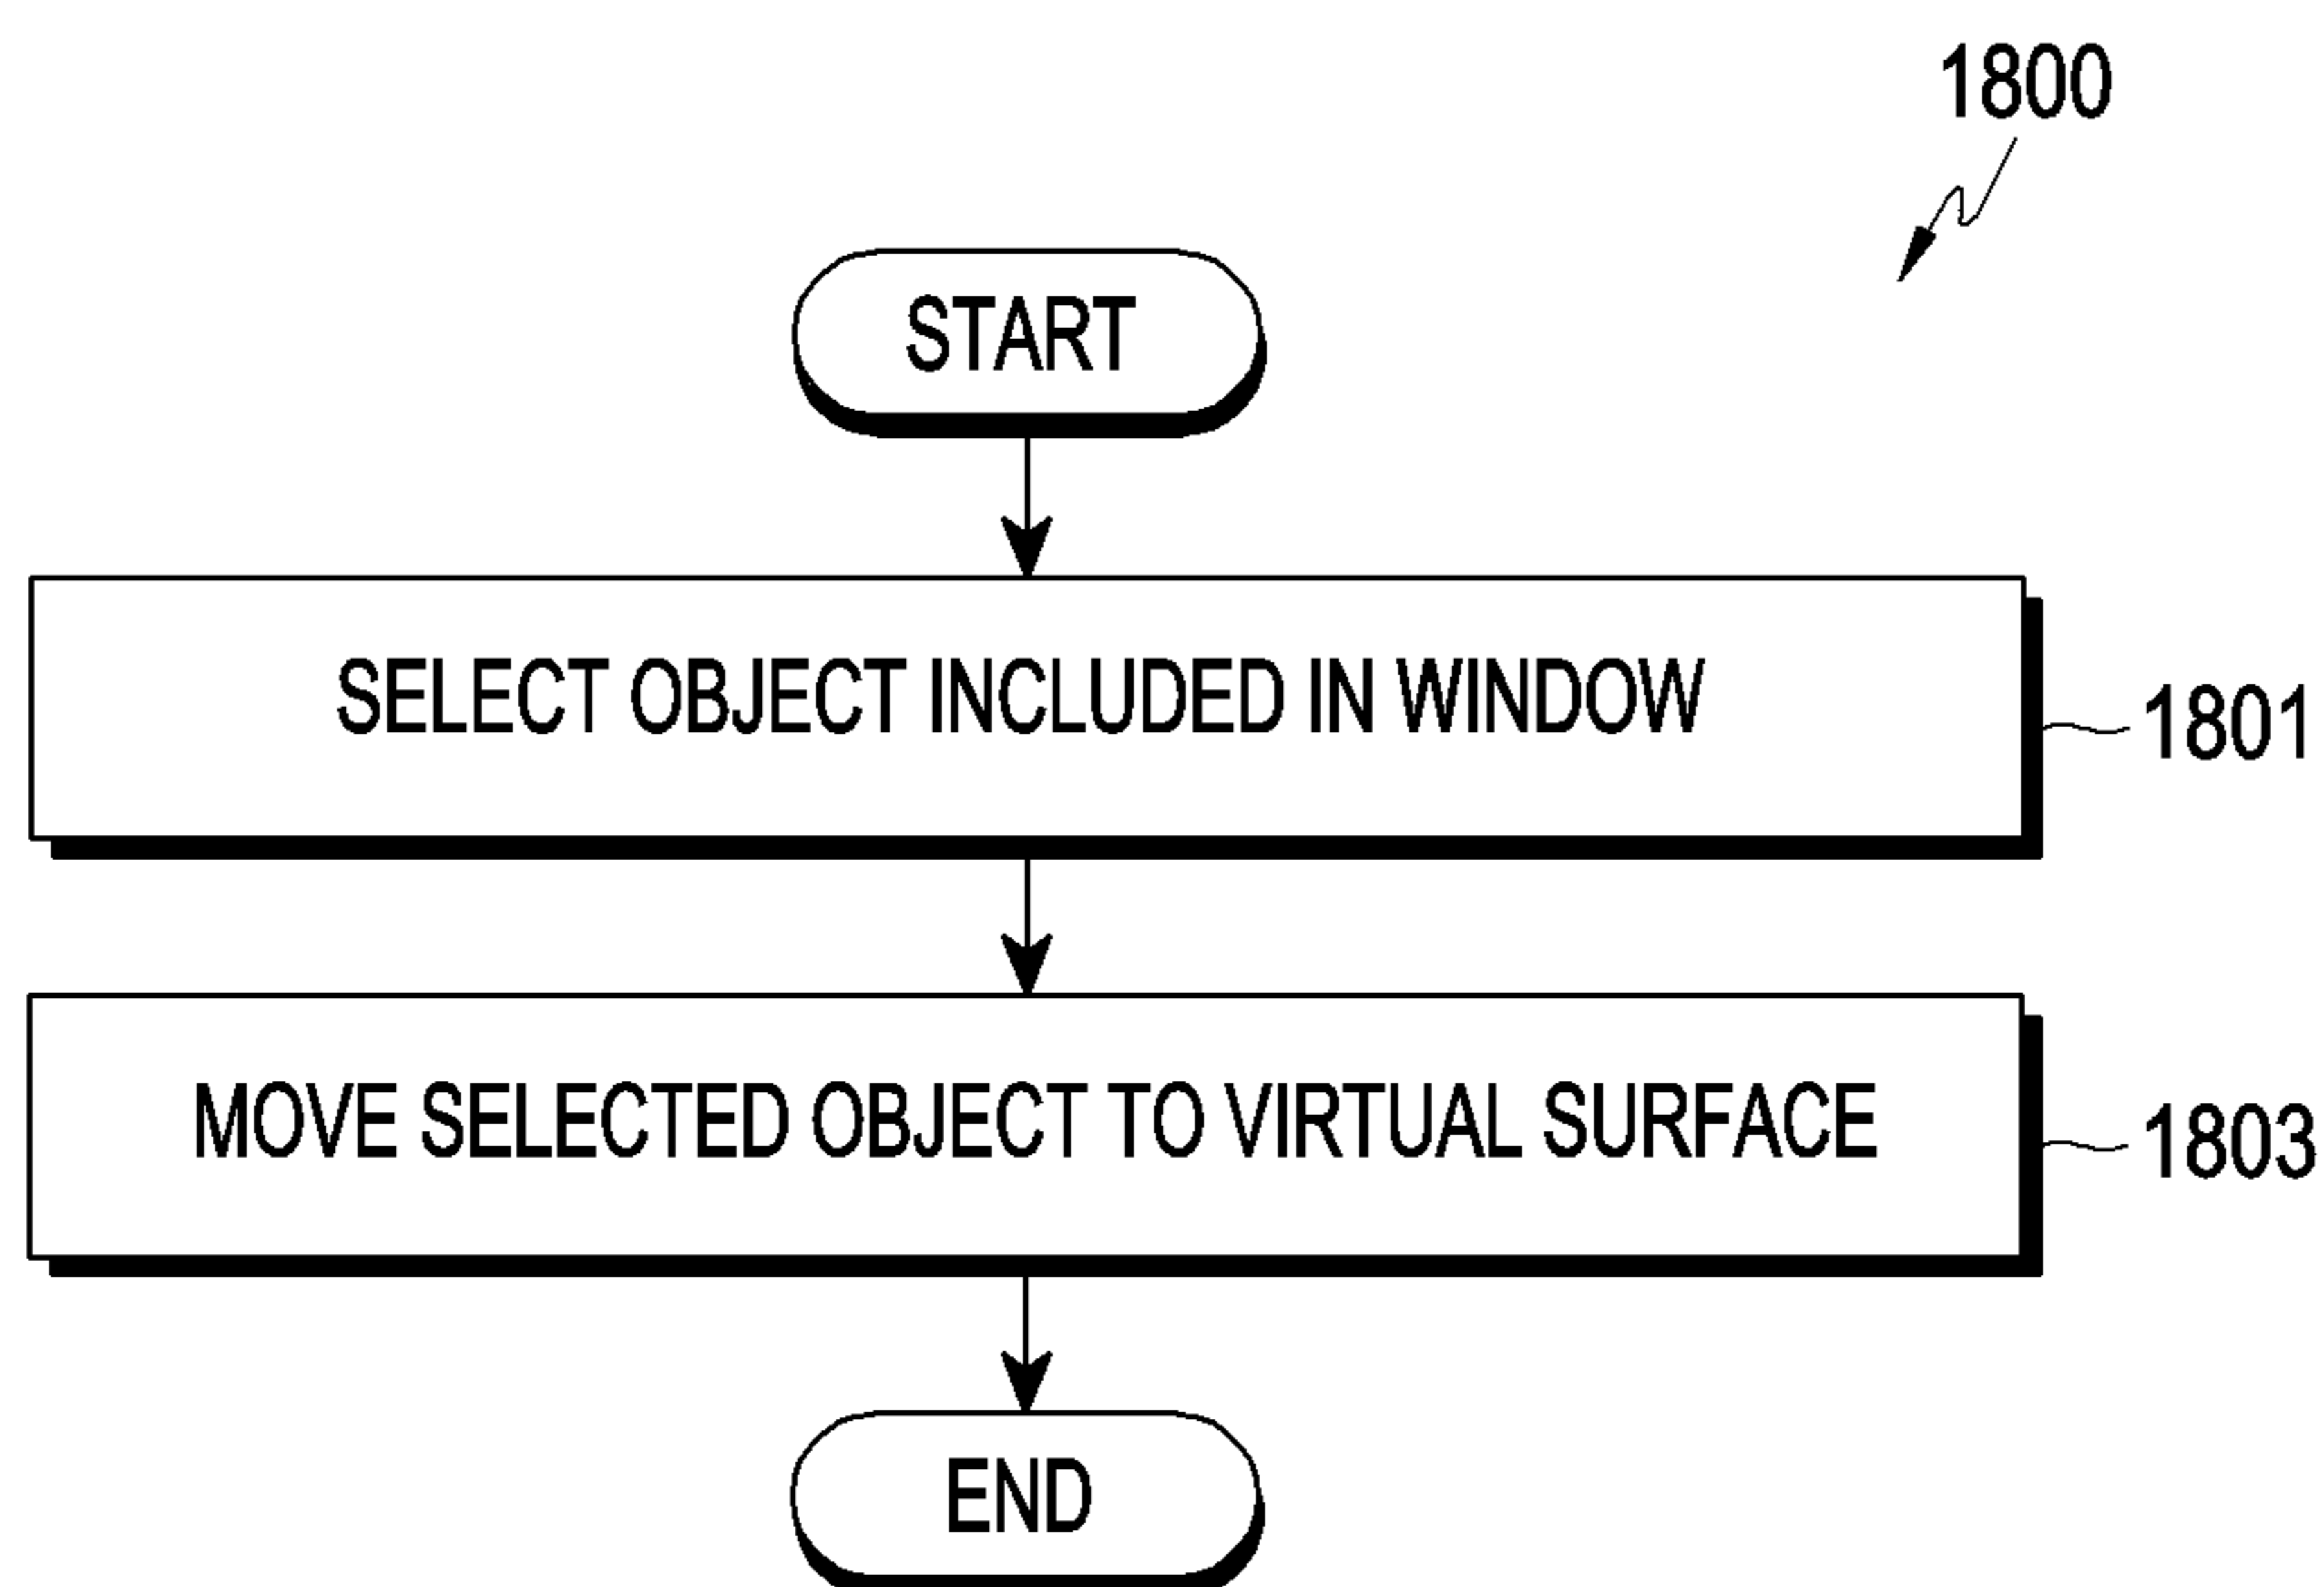 1800
START
SELECT OBJECT INCLUDED IN WINDOW
1801
MOVE SELECTED OBJECT TO VIRTUAL SURFACE
1803
END